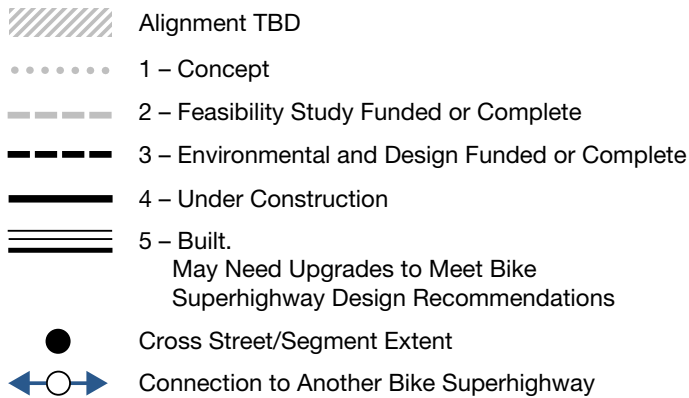 Alignment TBD
1 – Concept
2 – Feasibility Study Funded or Complete
3 – Environmental and Design Funded or Complete
4 – Under Construction
5 – Built.
May Need Upgrades to Meet Bike
Superhighway Design Recommendations
Cross Street/Segment Extent
Connection to Another Bike Superhighway